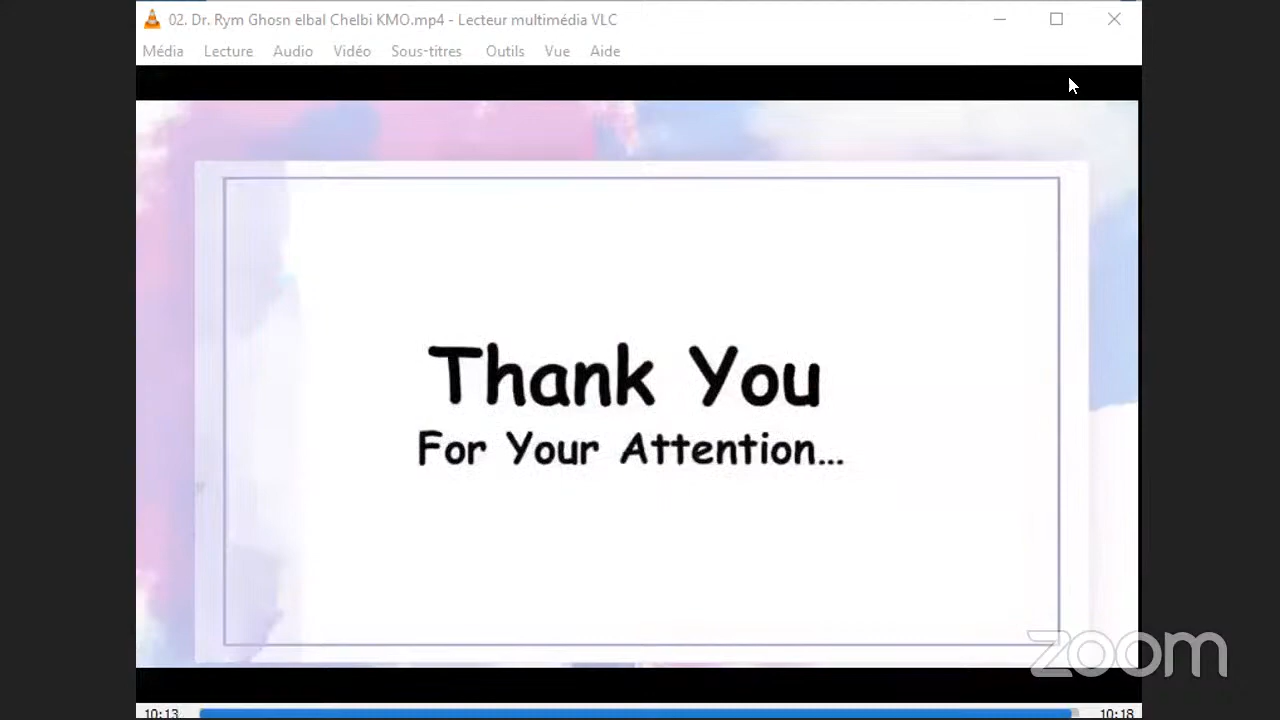 02. Dr. Rym Ghosn elbal Chelbi KMO.mp4 - Lecteur multimédia VLC
Média Lecture Audio Vidéo Sous-titres Outils Vue Aide
Thank You
For Your Attention...
zoom
10:13 10:18